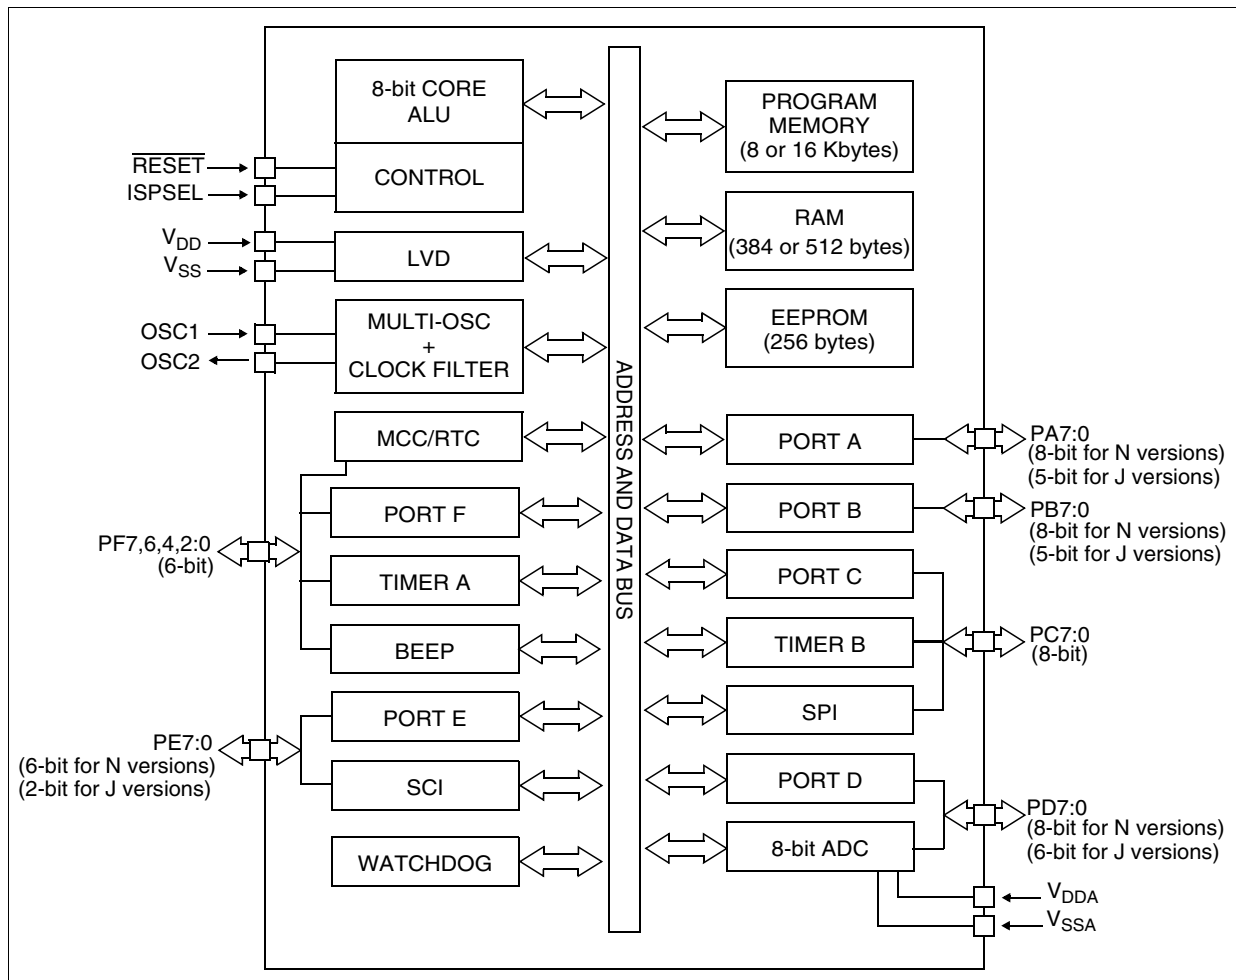 8-bit CORE
ALU
CONTROL
RESET
ISPSEL
VDD
VSS
LVD
OSC1
OSC2
MULTI-OSC
+
CLOCK FILTER
MCC/RTC
PORT F
PF7,6,4,2:0
(6-bit)
TIMER A
BEEP
PORT E
PE7:0
(6-bit for N versions)
(2-bit for J versions)
SCI
WATCHDOG
ADDRESS AND DATA BUS
PROGRAM
MEMORY
(8 or 16 Kbytes)
RAM
(384 or 512 bytes)
EEPROM
(256 bytes)
PORT A
PA7:0
(8-bit for N versions)
(5-bit for J versions)
PORT B
PB7:0
(8-bit for N versions)
(5-bit for J versions)
PORT C
TIMER B
PC7:0
(8-bit)
SPI
PORT D
PD7:0
(8-bit for N versions)
(6-bit for J versions)
8-bit ADC
VDDA
VSSA